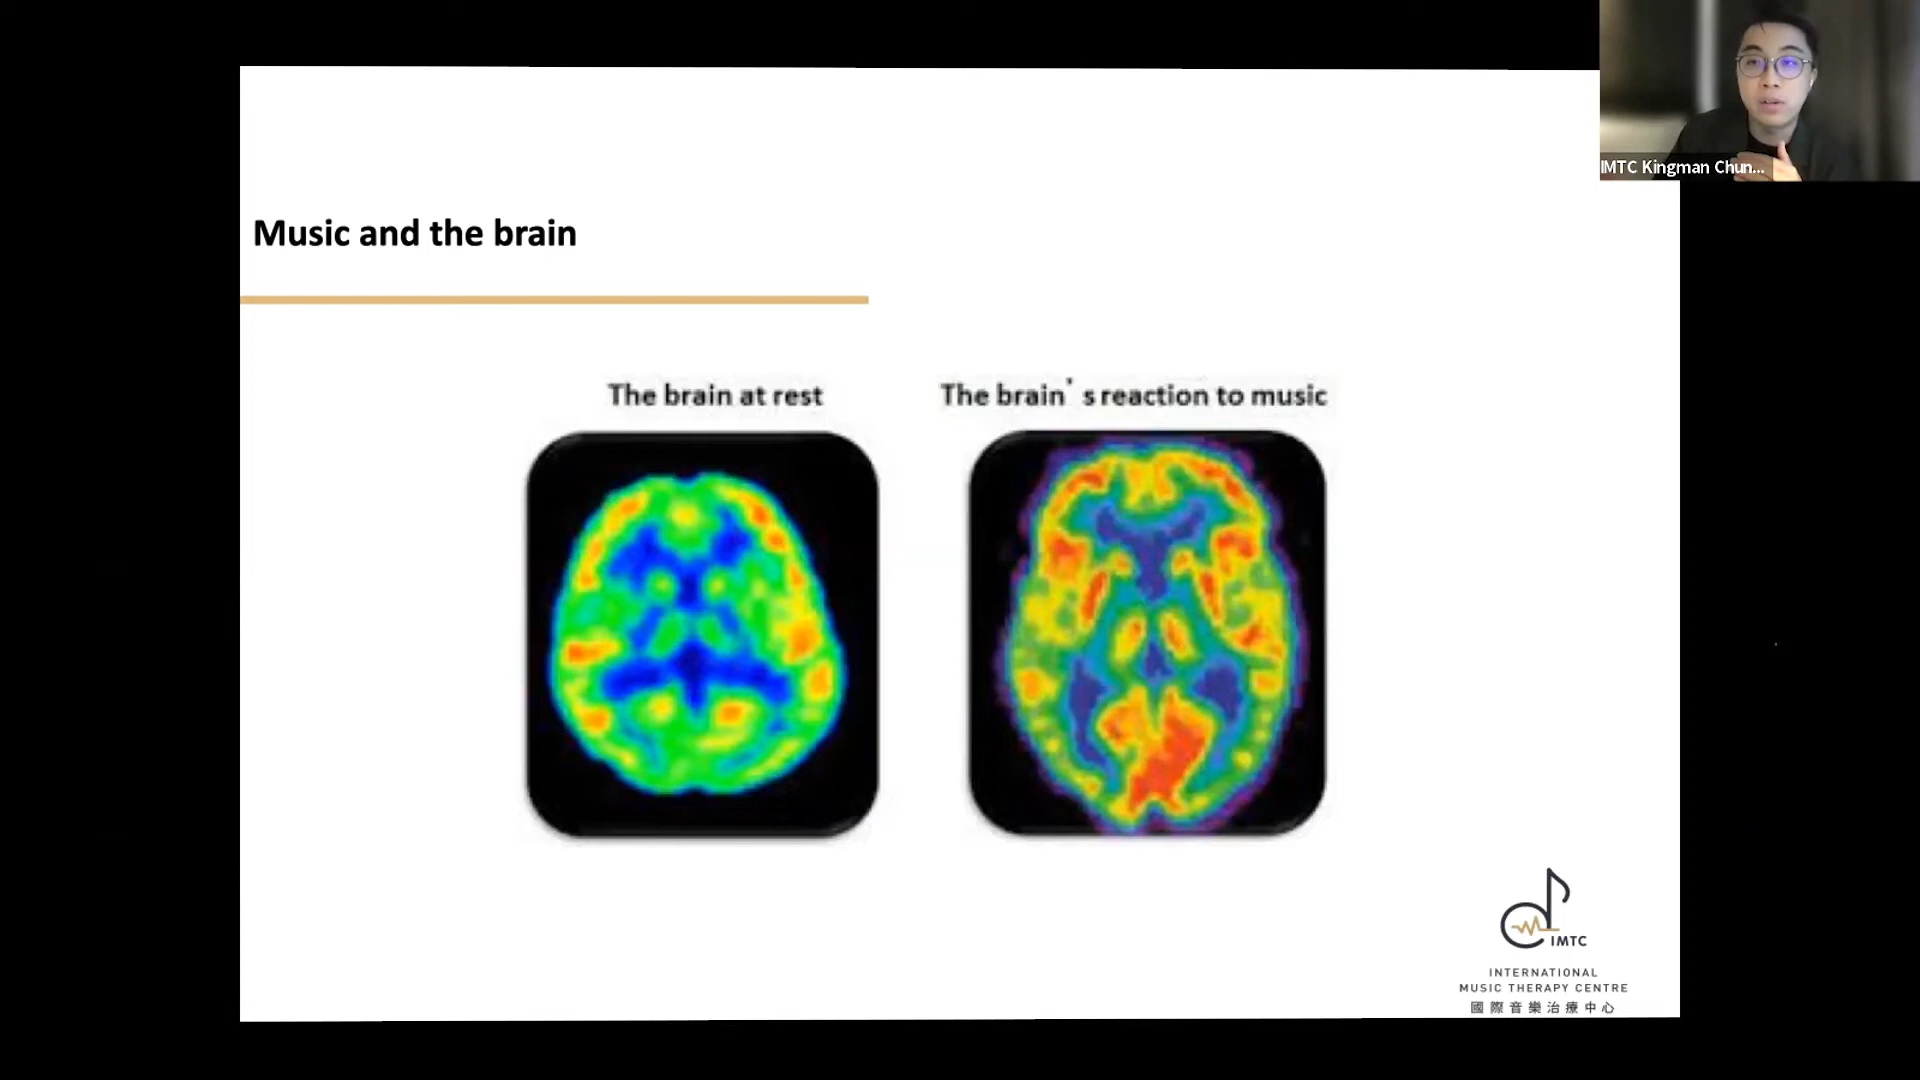 IMTC Kingman Chun...
Music and the brain
The brain at rest
The brain's reaction to music
IMTC
INTERNATIONAL
MUSIC THERAPY CENTRE
國際音樂治療中心